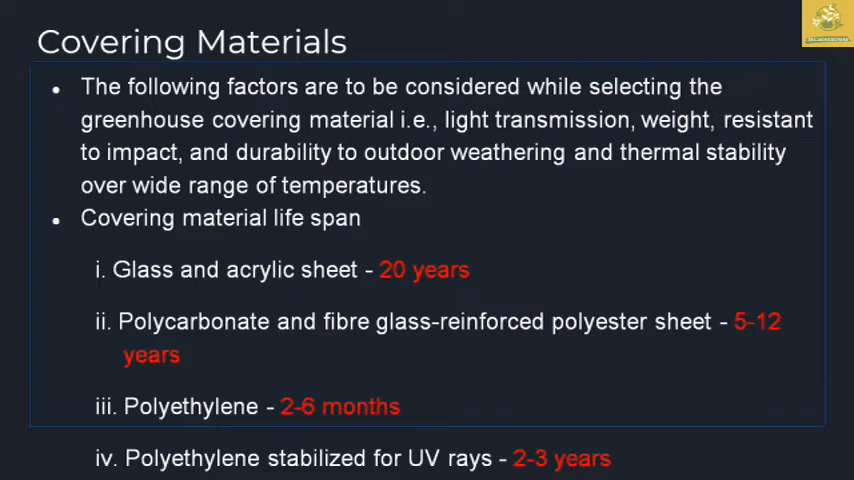 Covering Materials
• The following factors are to be considered while selecting the
greenhouse covering material i.e., light transmission, weight, resistant
to impact, and durability to outdoor weathering and thermal stability
over wide range of temperatures.
• Covering material life span
i. Glass and acrylic sheet - 20 years
ii. Polycarbonate and fibre glass-reinforced polyester sheet - 5-12
years
iii. Polyethylene - 2-6 months
iv. Polyethylene stabilized for UV rays - 2-3 years